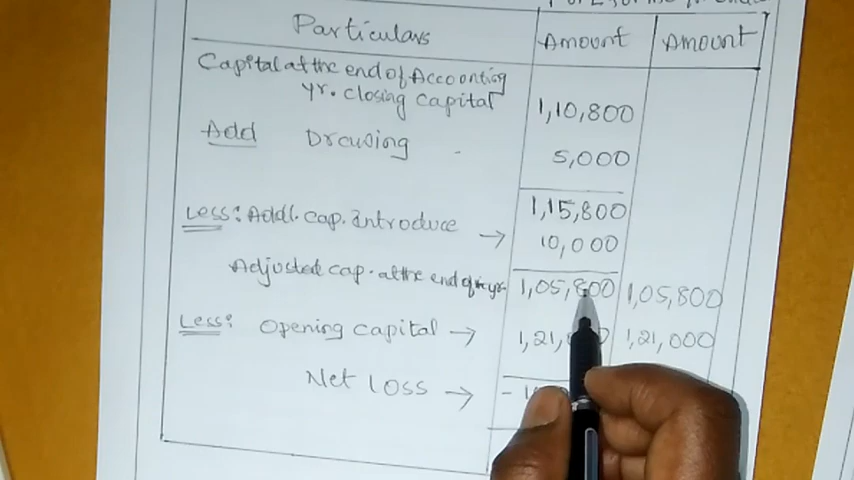 Particulars Amount Amount
Capital at the end of Accounting
yr. closing Capital 1,10,800
Add Drawing 5,000
1,15,800
Less: Addl. cap. Introduce → 10,000
Adjusted cap. at the end of yr 1,05,800 1,05,800
Less: Opening capital → 1,21, 1,21,000
Net loss → -